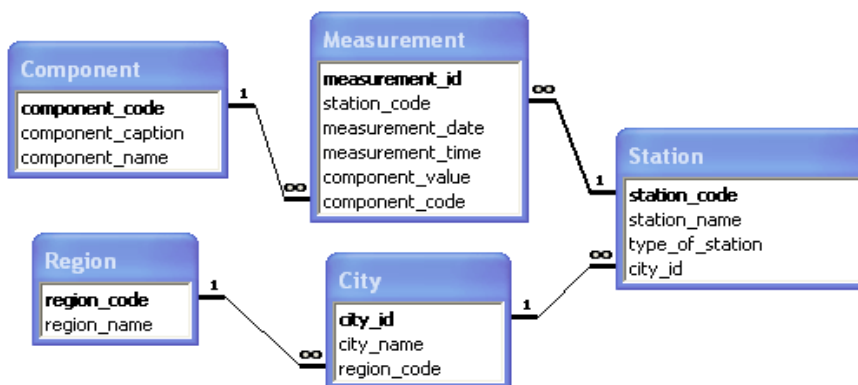 Component
component_code
component_caption
component_name
1
∞
Measurement
measurement_id
station_code
measurement_date
measurement_time
component_value
component_code
∞
1
Station
station_code
station_name
type_of_station
city_id
∞
Region
region_code
region_name
1
∞
City
city_id
city_name
region_code
1